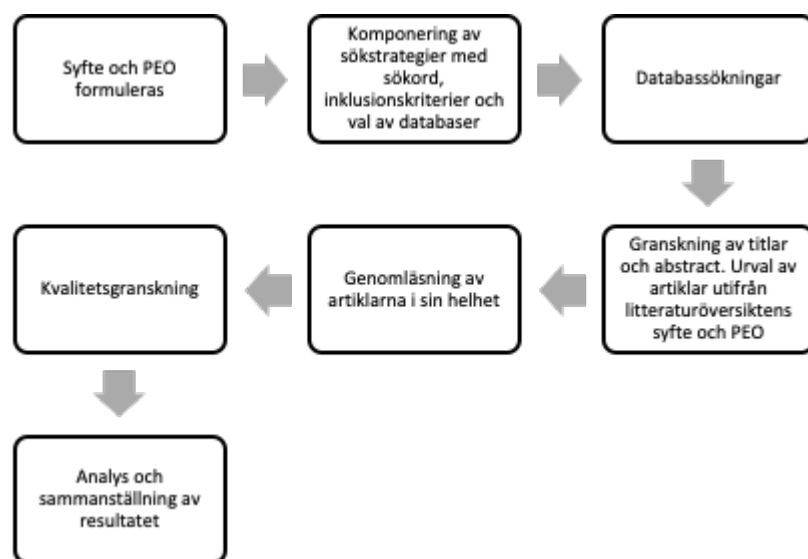 Syfte och PEO
formuleras
Komponering av
sökstrategier med
sökord,
inklusionskriterier och
val av databaser
Databassökningar
Granskning av titlar
och abstract. Urval av
artiklar utifrån
litteraturöversiktens
syfte och PEO
Genomläsning av
artiklarna i sin helhet
Kvalitetsgranskning
Analys och
sammanställning av
resultatet